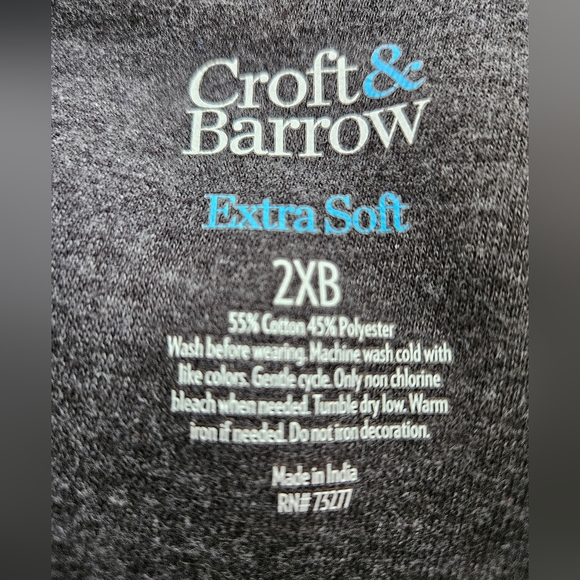 Croft&
Barrow
Extra Soft
2XB
55% Cotton 45% Polyester
Wash before wearing. Machine wash cold with
like colors. Gentle cycle. Only non chlorine
bleach when needed. Tumble dry low. Warm
iron if needed. Do not iron decoration.
Made in India
RN# 73277